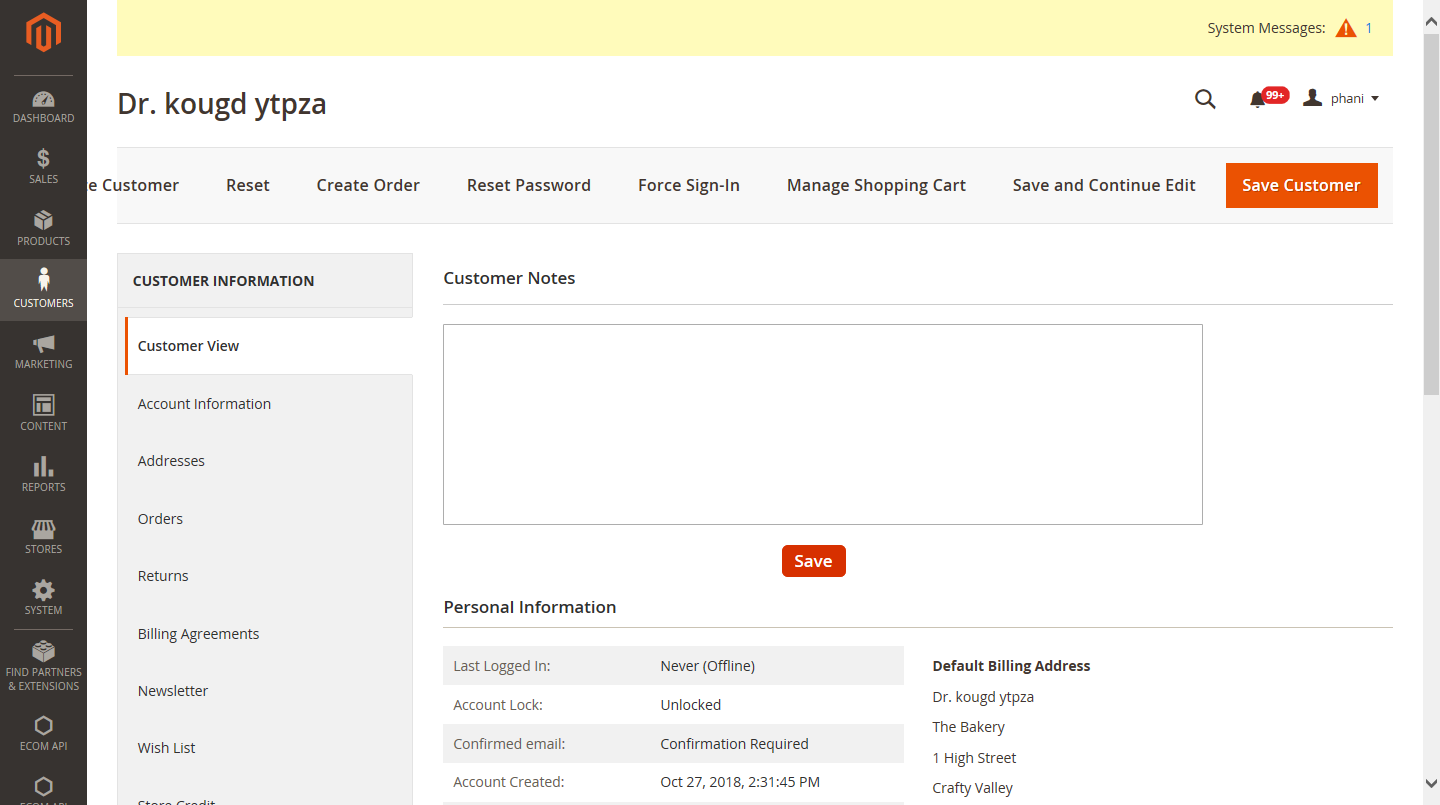 System Messages: 1
Dr. kougd ytpza
99+
phani
DASHBOARD
SALES
PRODUCTS
CUSTOMERS
MARKETING
CONTENT
REPORTS
STORES
SYSTEM
FIND PARTNERS
& EXTENSIONS
ECOM API
ECOM API
Customer Reset Create Order Reset Password Force Sign-In Manage Shopping Cart Save and Continue Edit Save Customer
CUSTOMER INFORMATION
Customer View
Account Information
Addresses
Orders
Returns
Billing Agreements
Newsletter
Wish List
Store Credit
Customer Notes
Save
Personal Information
Last Logged In: Never (Offline)
Account Lock: Unlocked
Confirmed email: Confirmation Required
Account Created: Oct 27, 2018, 2:31:45 PM
Default Billing Address
Dr. kougd ytpza
The Bakery
1 High Street
Crafty Valley